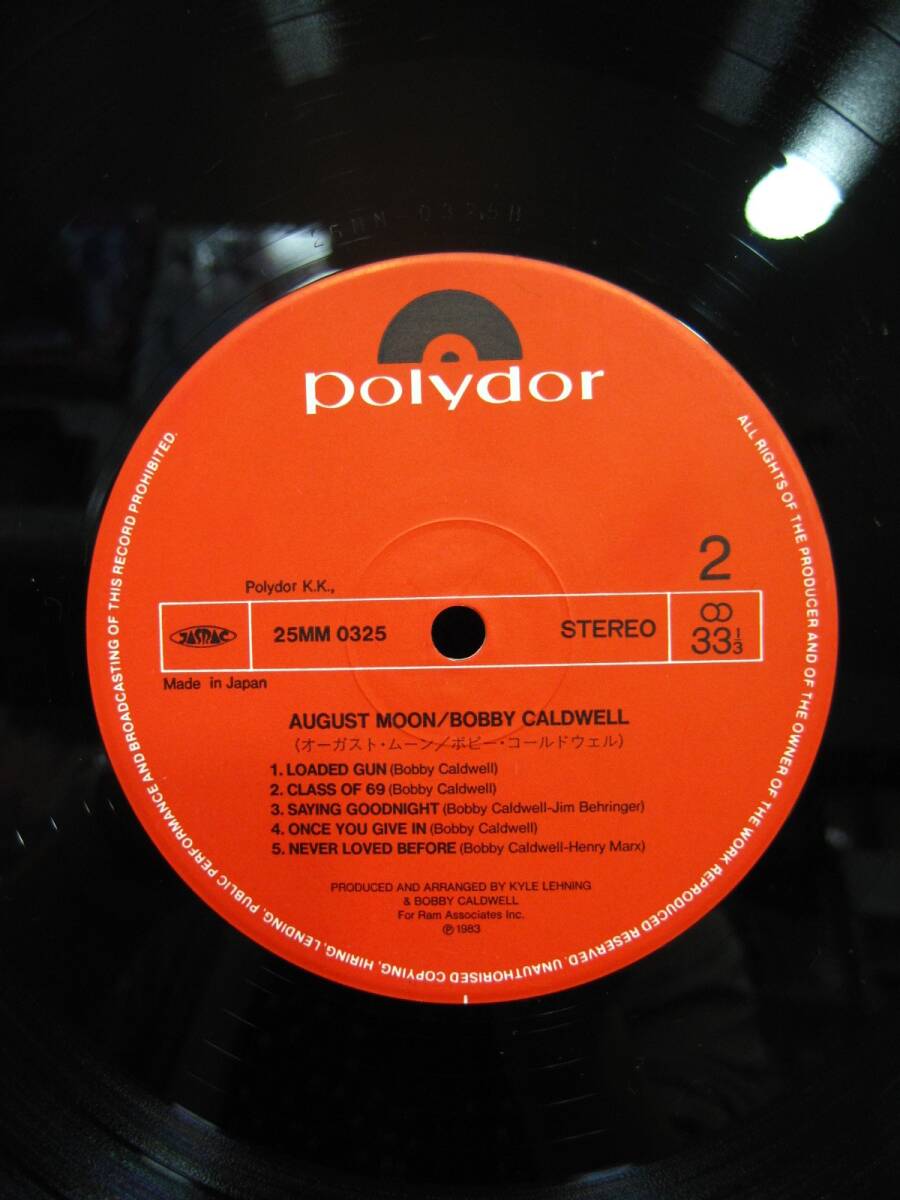 25MM 0325
polydor
2
Polydor K.K.,
JASRAC
25MM 0325
STEREO
33 1/3
Made in Japan
AUGUST MOON/BOBBY CALDWELL
(オーガスト・ムーン/ボビー・コールドウェル)
1. LOADED GUN (Bobby Caldwell)
2. CLASS OF 69 (Bobby Caldwell)
3. SAYING GOODNIGHT (Bobby Caldwell-Jim Behringer)
4. ONCE YOU GIVE IN (Bobby Caldwell)
5. NEVER LOVED BEFORE (Bobby Caldwell-Henry Marx)
PRODUCED AND ARRANGED BY KYLE LEHNING
& BOBBY CALDWELL
For Ram Associates Inc.
℗ 1983
ALL RIGHTS OF THE PRODUCER AND OF THE OWNER OF THE WORK REPRODUCED RESERVED. UNAUTHORISED COPYING, HIRING, LENDING, PUBLIC PERFORMANCE AND BROADCASTING OF THIS RECORD PROHIBITED.